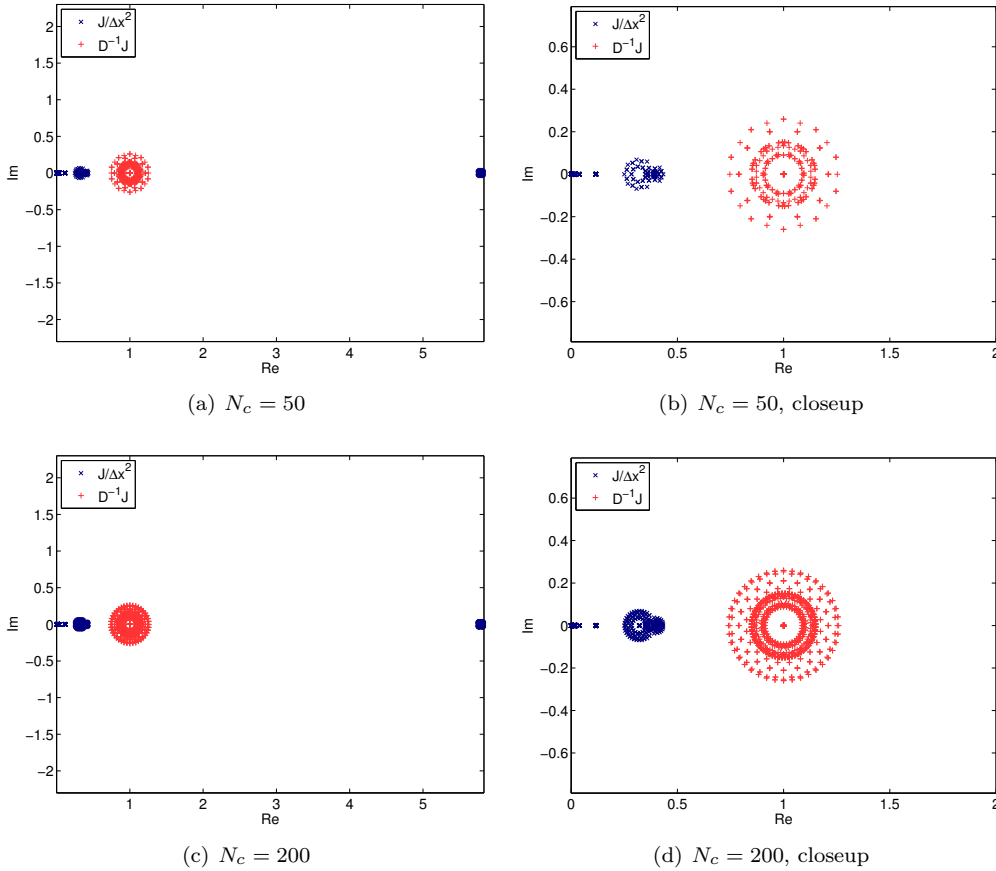 2
1.5
1
0.5
0
−0.5
−1
−1.5
−2
Im
1 2 3 4 5
Re
J/Δx²
D⁻¹J
(a) N_c = 50
0.6
0.4
0.2
0
−0.2
−0.4
−0.6
Im
0 0.5 1 1.5 2
Re
J/Δx²
D⁻¹J
(b) N_c = 50, closeup
2
1.5
1
0.5
0
−0.5
−1
−1.5
−2
Im
1 2 3 4 5
Re
J/Δx²
D⁻¹J
(c) N_c = 200
0.6
0.4
0.2
0
−0.2
−0.4
−0.6
Im
0 0.5 1 1.5 2
Re
J/Δx²
D⁻¹J
(d) N_c = 200, closeup